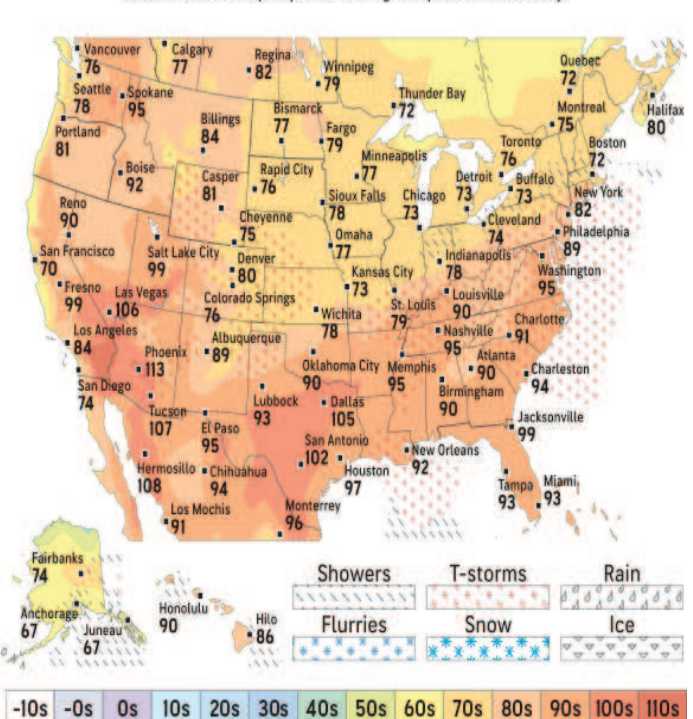 Vancouver
76
Calgary
77
Regina
82
Winnipeg
79
Quebec
72
Seattle
78
Spokane
95
Thunder Bay
72
Montreal
75
Halifax
80
Portland
81
Billings
84
Bismarck
77
Fargo
79
Toronto
76
Boston
72
Boise
92
Casper
81
Rapid City
76
Minneapolis
77
Detroit
73
Buffalo
73
Reno
90
Cheyenne
75
Sioux Falls
78
Chicago
73
Cleveland
74
New York
82
San Francisco
70
Salt Lake City
99
Denver
80
Omaha
77
Indianapolis
78
Philadelphia
89
Fresno
99
Las Vegas
106
Colorado Springs
76
Kansas City
73
Washington
95
Wichita
78
St. Louis
79
Louisville
90
Los Angeles
84
Phoenix
113
Albuquerque
89
Nashville
95
Charlotte
91
Oklahoma City
90
Memphis
95
Atlanta
90
Charleston
94
San Diego
74
Lubbock
93
Dallas
105
Birmingham
90
Tucson
107
El Paso
95
Jacksonville
99
San Antonio
102
New Orleans
92
Hermosillo
108
Chihuahua
94
Houston
97
Tampa
93
Miami
93
Los Mochis
91
Monterrey
96
Fairbanks
74
Anchorage
67
Juneau
67
Honolulu
90
Hilo
86
Showers T-storms Rain
Flurries Snow Ice
-10s -0s 0s 10s 20s 30s 40s 50s 60s 70s 80s 90s 100s 110s